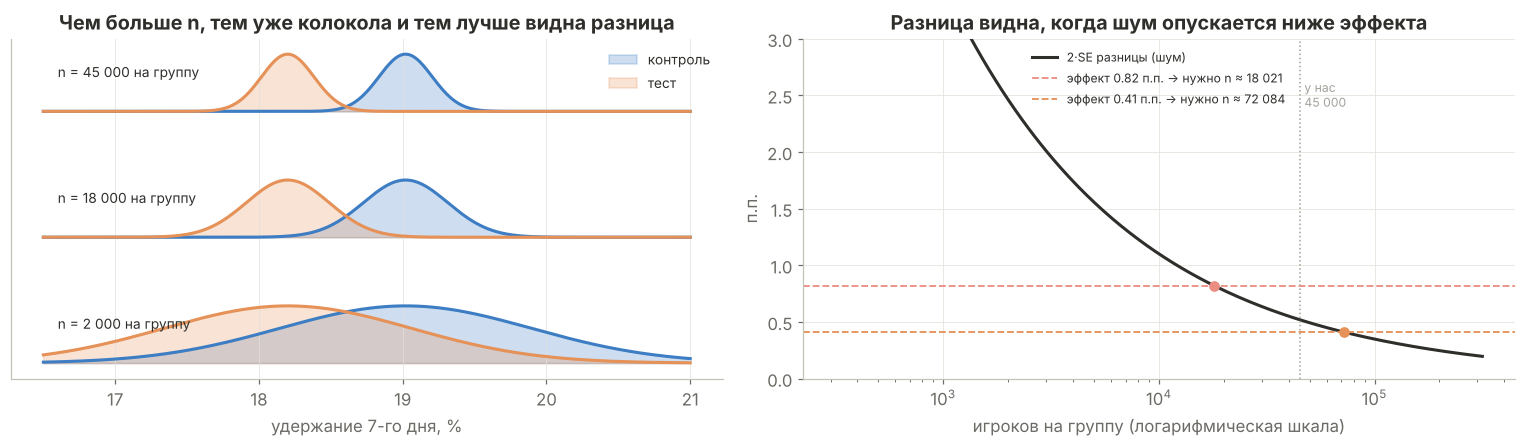 Чем больше n, тем уже колокола и тем лучше видна разница
n = 45 000 на группу
контроль
тест
n = 18 000 на группу
n = 2 000 на группу
17
18
19
20
21
удержание 7-го дня, %
Разница видна, когда шум опускается ниже эффекта
3.0
2.5
2.0
1.5
1.0
0.5
0.0
п.п.
2·SE разницы (шум)
эффект 0.82 п.п. → нужно n ≈ 18 021
эффект 0.41 п.п. → нужно n ≈ 72 084
у нас
45 000
10³
10⁴
10⁵
игроков на группу (логарифмическая шкала)